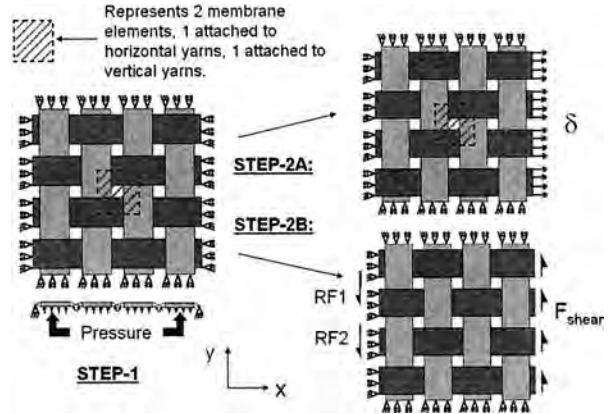 Represents 2 membrane
elements, 1 attached to
horizontal yarns, 1 attached to
vertical yarns.
STEP-2A:
δ
STEP-2B:
RF1
RF2
Fshear
Pressure
STEP-1
y
x